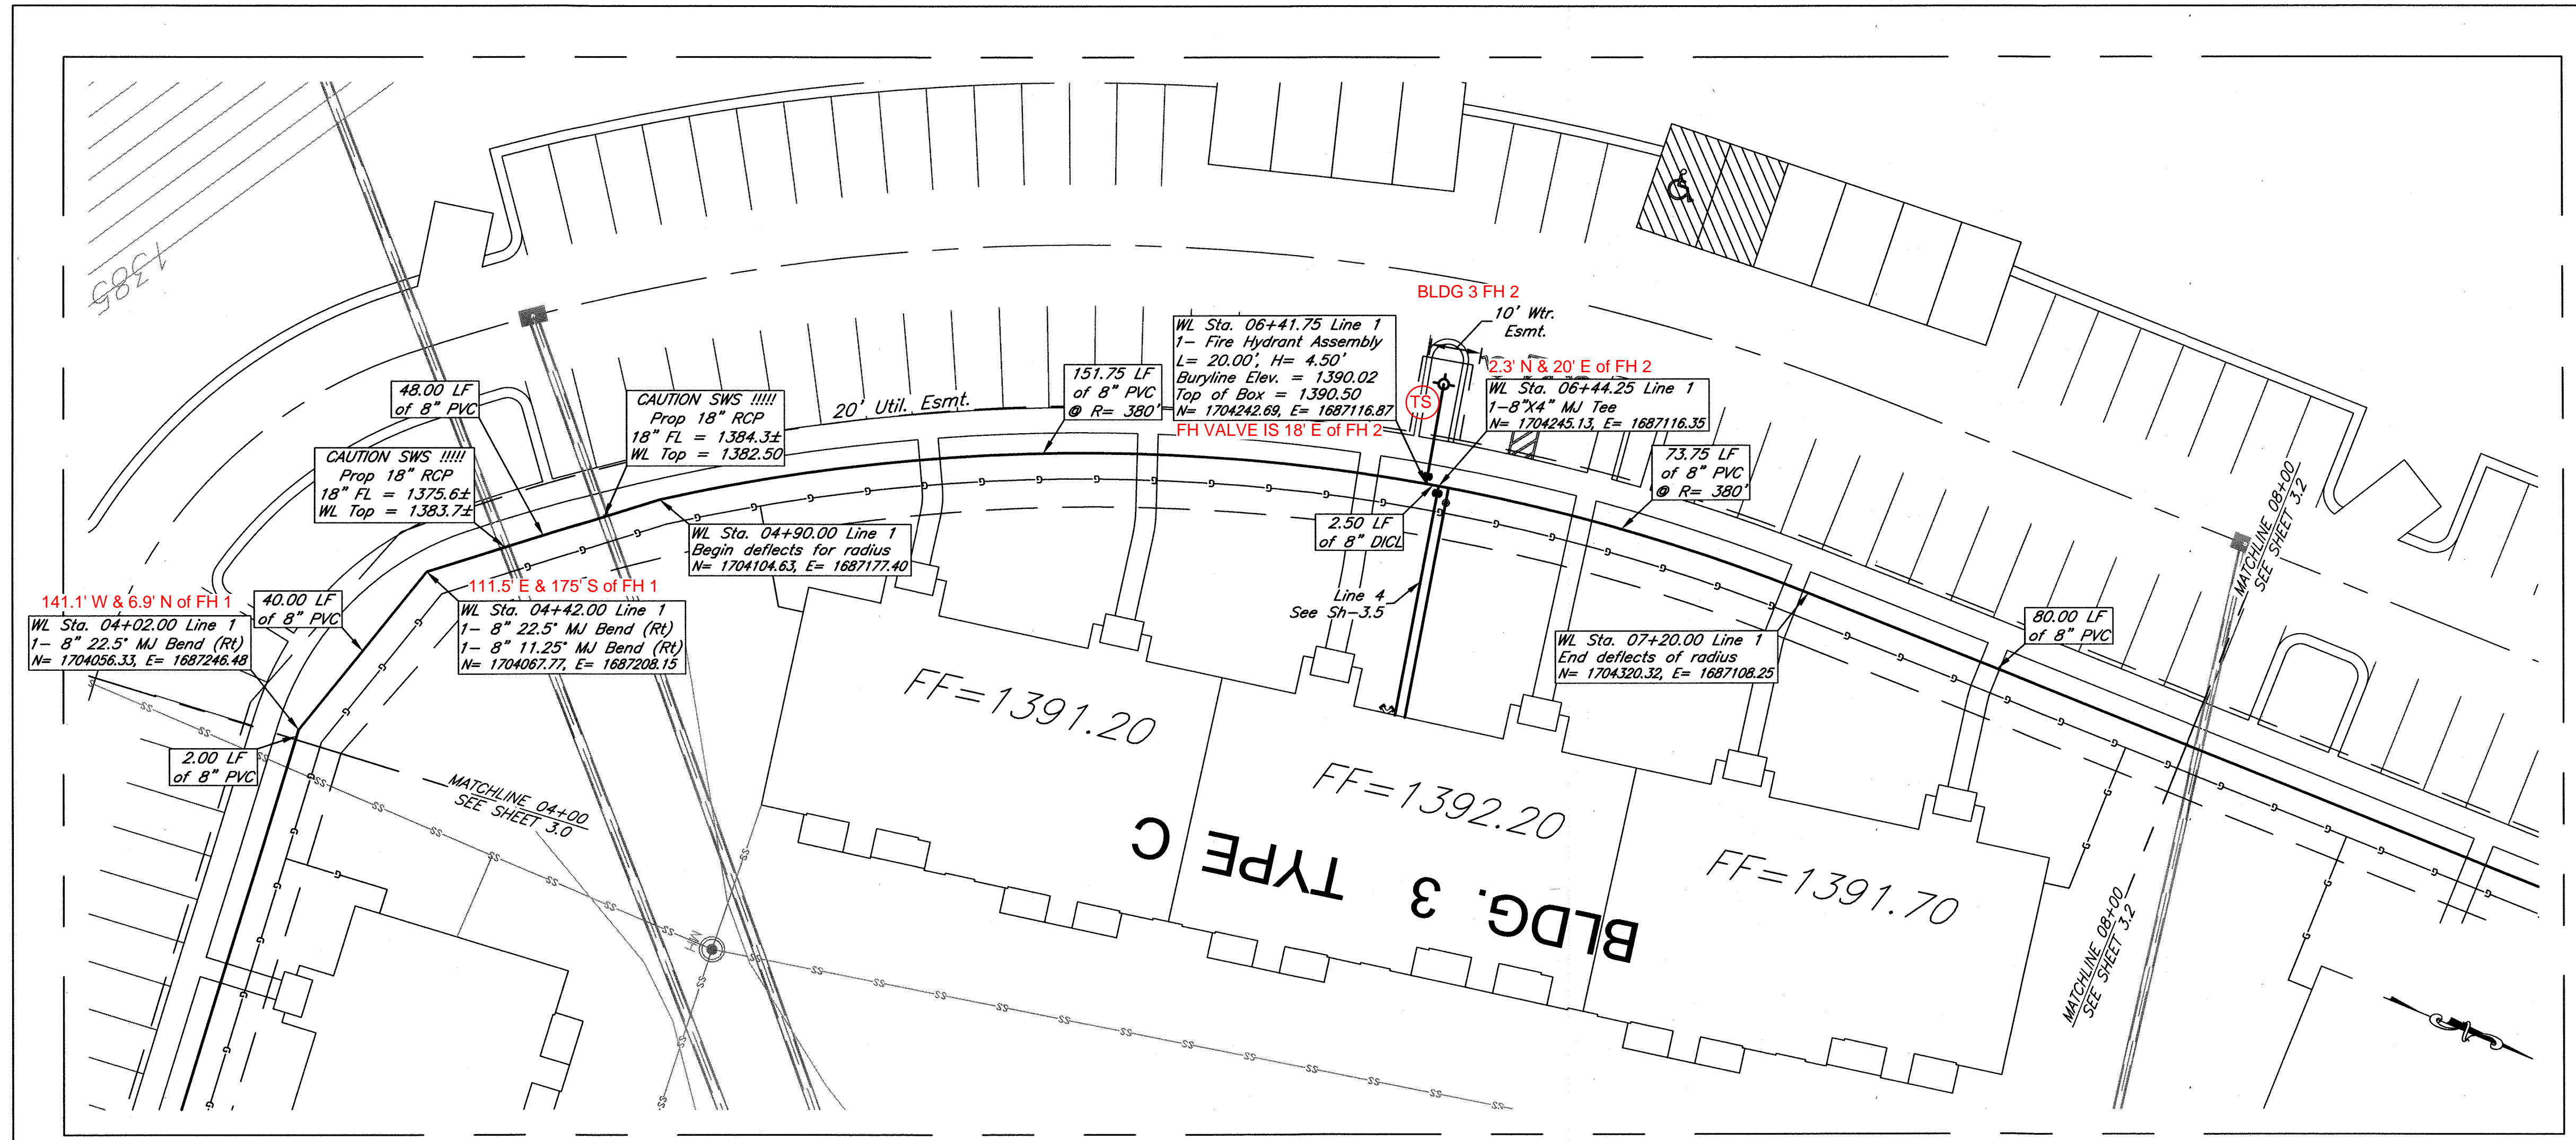 1385
BLDG 3 FH 2
10' Wtr.
Esmt.
WL Sta. 06+41.75 Line 1
1- Fire Hydrant Assembly
L= 20.00', H= 4.50'
Buryline Elev. = 1390.02
Top of Box = 1390.50
N= 1704242.69, E= 1687116.87
FH VALVE IS 18' E of FH 2
TS
2.3' N & 20' E of FH 2
WL Sta. 06+44.25 Line 1
1-8"X4" MJ Tee
N= 1704245.13, E= 1687116.35
151.75 LF
of 8" PVC
@ R= 380'
48.00 LF
of 8" PVC
CAUTION SWS !!!!!
Prop 18" RCP
18" FL = 1384.3±
WL Top = 1382.50
20' Util. Esmt.
CAUTION SWS !!!!!
Prop 18" RCP
18" FL = 1375.6±
WL Top = 1383.7±
73.75 LF
of 8" PVC
@ R= 380'
MATCHLINE 08+00
SEE SHEET 3.2
WL Sta. 04+90.00 Line 1
Begin deflects for radius
N= 1704104.63, E= 1687177.40
2.50 LF
of 8" DICL
Line 4
See Sh-3.5
141.1' W & 6.9' N of FH 1
WL Sta. 04+02.00 Line 1
1- 8" 22.5° MJ Bend (Rt)
N= 1704056.33, E= 1687246.48
40.00 LF
of 8" PVC
111.5' E & 175' S of FH 1
WL Sta. 04+42.00 Line 1
1- 8" 22.5° MJ Bend (Rt)
1- 8" 11.25° MJ Bend (Rt)
N= 1704067.77, E= 1687208.15
WL Sta. 07+20.00 Line 1
End deflects of radius
N= 1704320.32, E= 1687108.25
80.00 LF
of 8" PVC
2.00 LF
of 8" PVC
MATCHLINE 04+00
SEE SHEET 3.0
FF=1391.20
FF=1392.20
FF=1391.70
BLDG. 3 TYPE C
MH
MATCHLINE 08+00
SEE SHEET 3.2